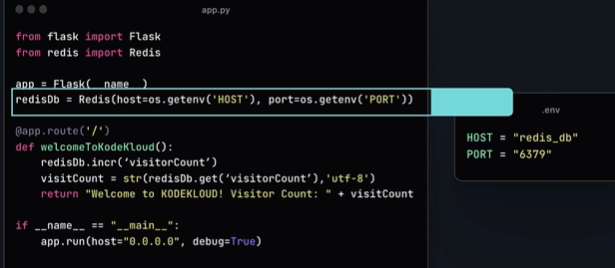 app.py
from flask import Flask
from redis import Redis
app = Flask(__name__)
redisDb = Redis(host=os.getenv('HOST'), port=os.getenv('PORT'))
@app.route('/')
def welcomeToKodeKloud():
    redisDb.incr(‘visitorCount’)
    visitCount = str(redisDb.get(‘visitorCount’),'utf-8')
    return "Welcome to KODEKLOUD! Visitor Count: " + visitCount
if __name__ == "__main__":
    app.run(host="0.0.0.0", debug=True)
.env
HOST = "redis_db"
PORT = "6379"